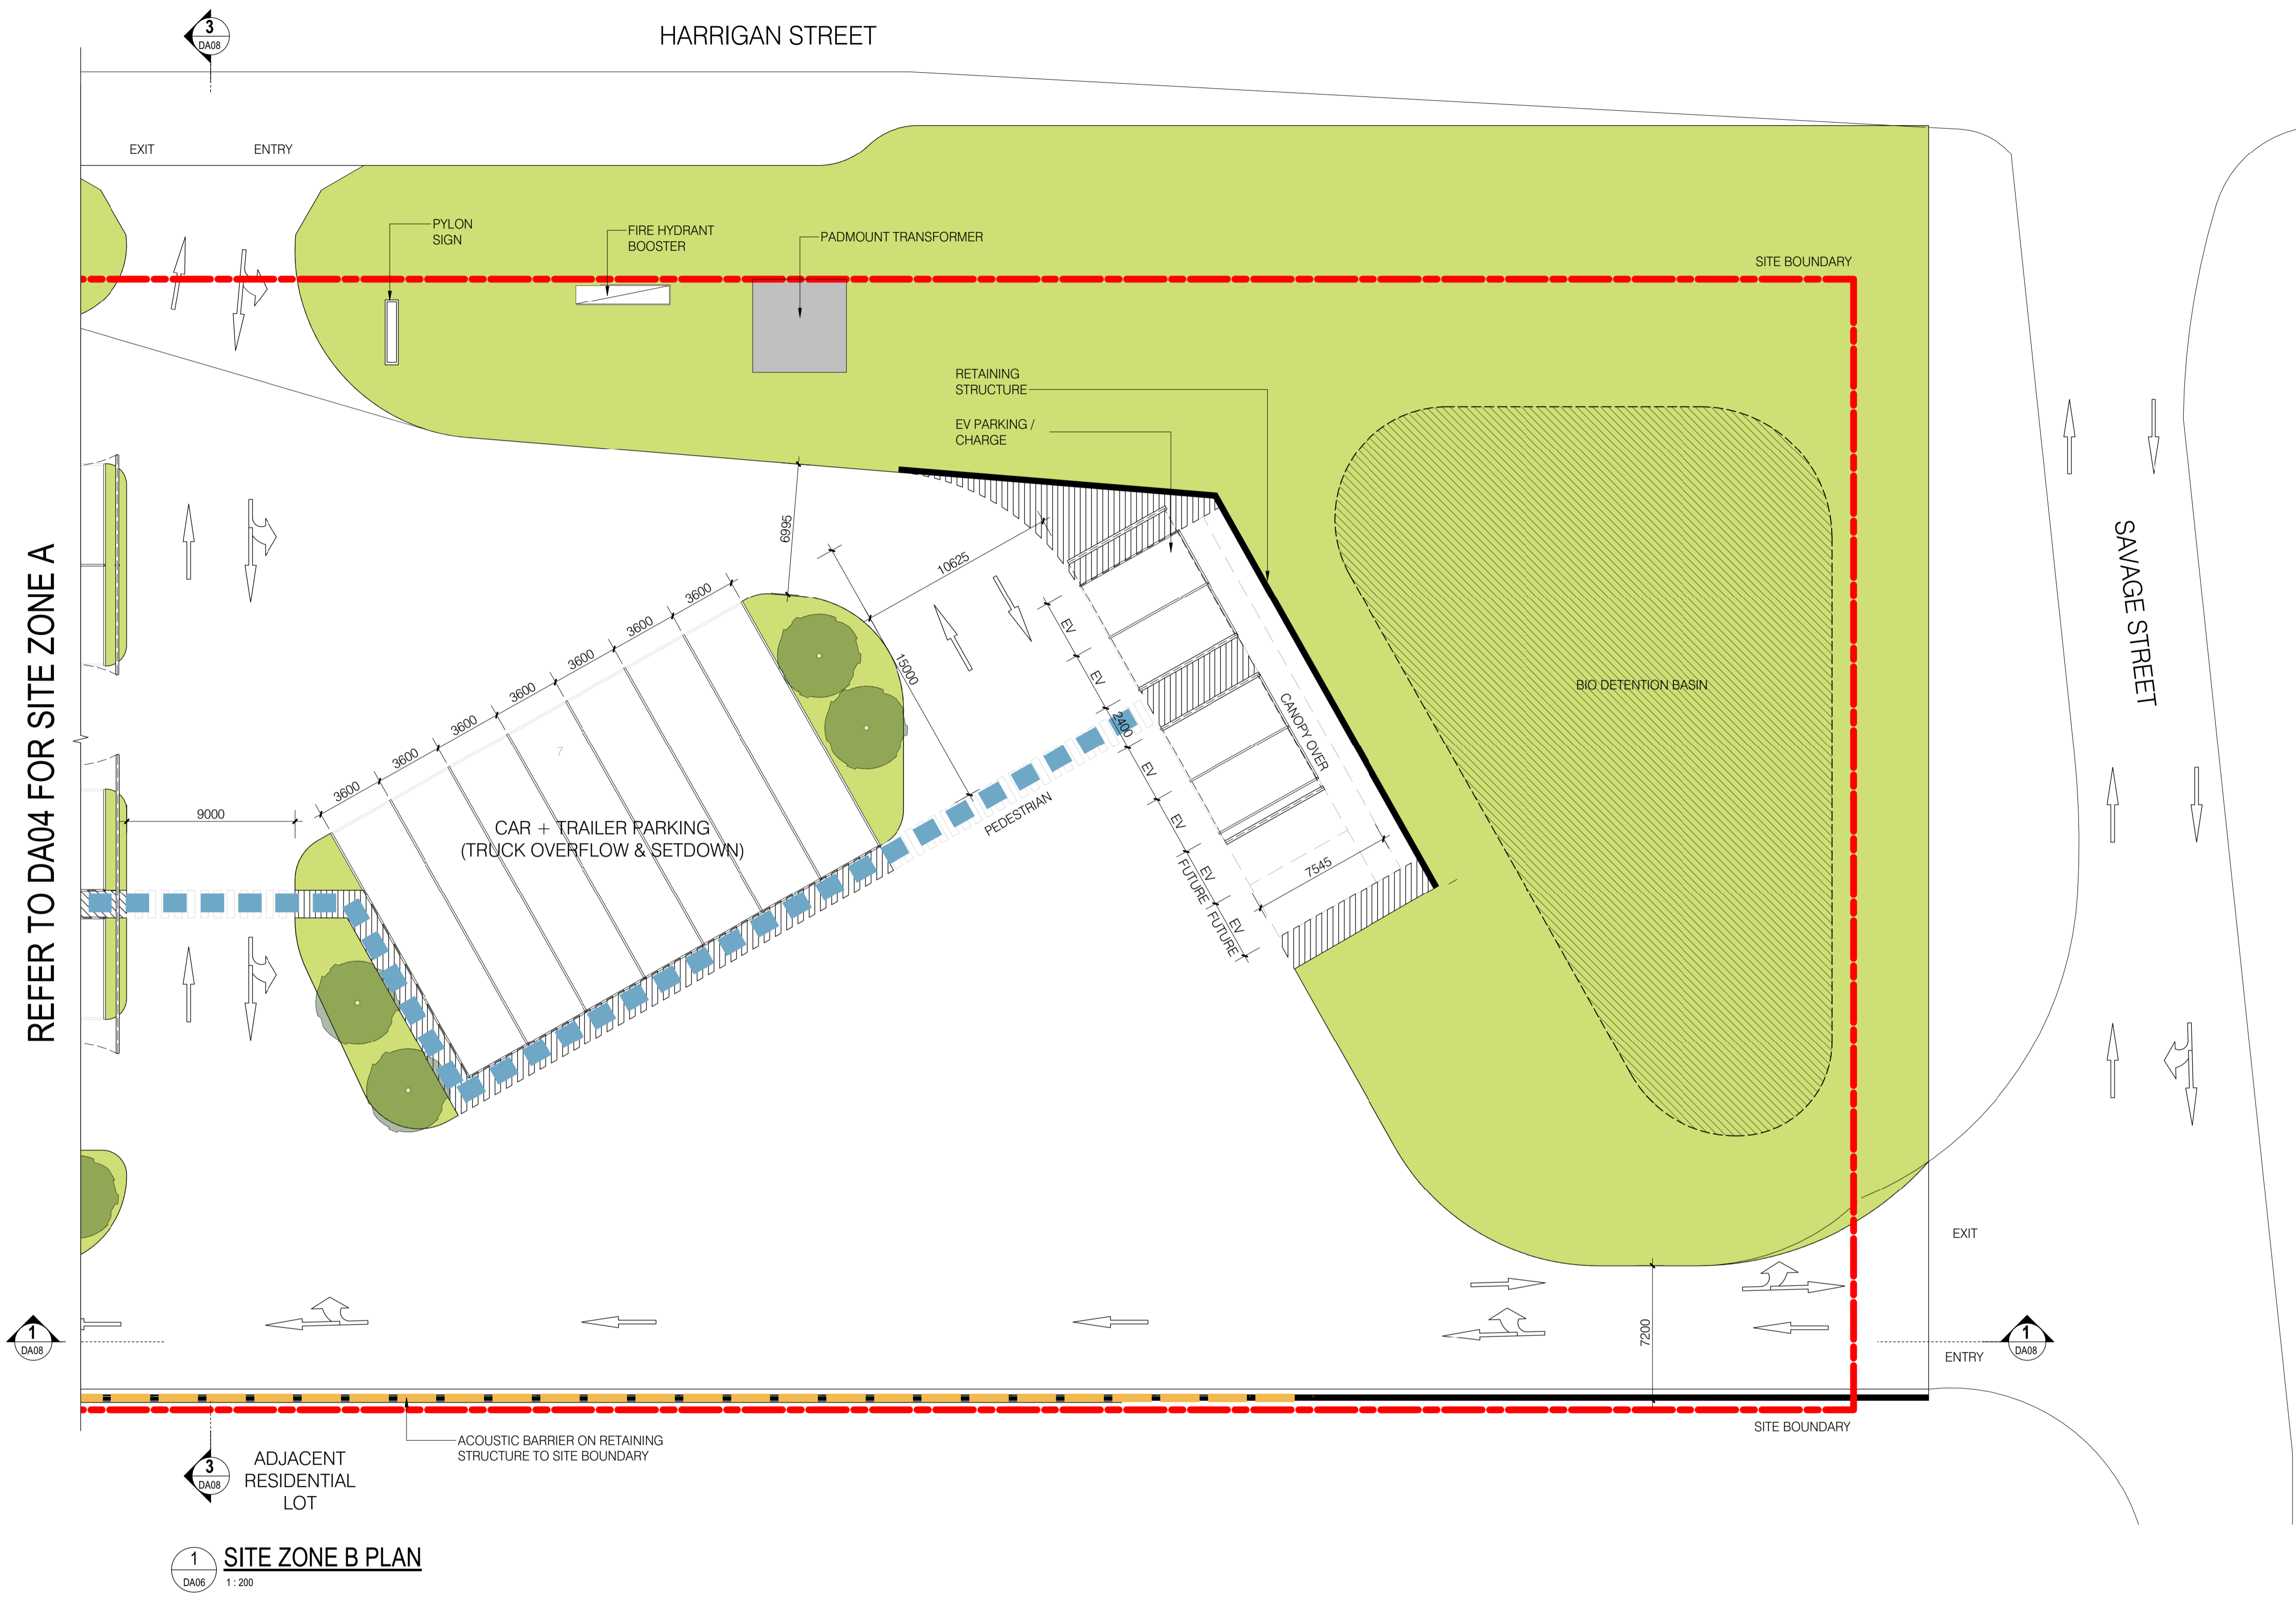 3
DA08
HARRIGAN STREET
EXIT
ENTRY
PYLON
SIGN
FIRE HYDRANT
BOOSTER
PADMOUNT TRANSFORMER
SITE BOUNDARY
RETAINING
STRUCTURE
EV PARKING /
CHARGE
REFER TO DA04 FOR SITE ZONE A
SAVAGE STREET
6995
10625
15000
3600
3600
3600
3600
3600
3600
3600
7
9000
CAR + TRAILER PARKING
(TRUCK OVERFLOW & SETDOWN)
PEDESTRIAN
EV
EV
2400
EV
EV
EV
FUTURE
EV
FUTURE
CANOPY OVER
7545
BIO DETENTION BASIN
EXIT
7200
1
DA08
1
DA08
ENTRY
SITE BOUNDARY
ACOUSTIC BARRIER ON RETAINING
STRUCTURE TO SITE BOUNDARY
3
DA08
ADJACENT
RESIDENTIAL
LOT
1
DA06
SITE ZONE B PLAN
1 : 200